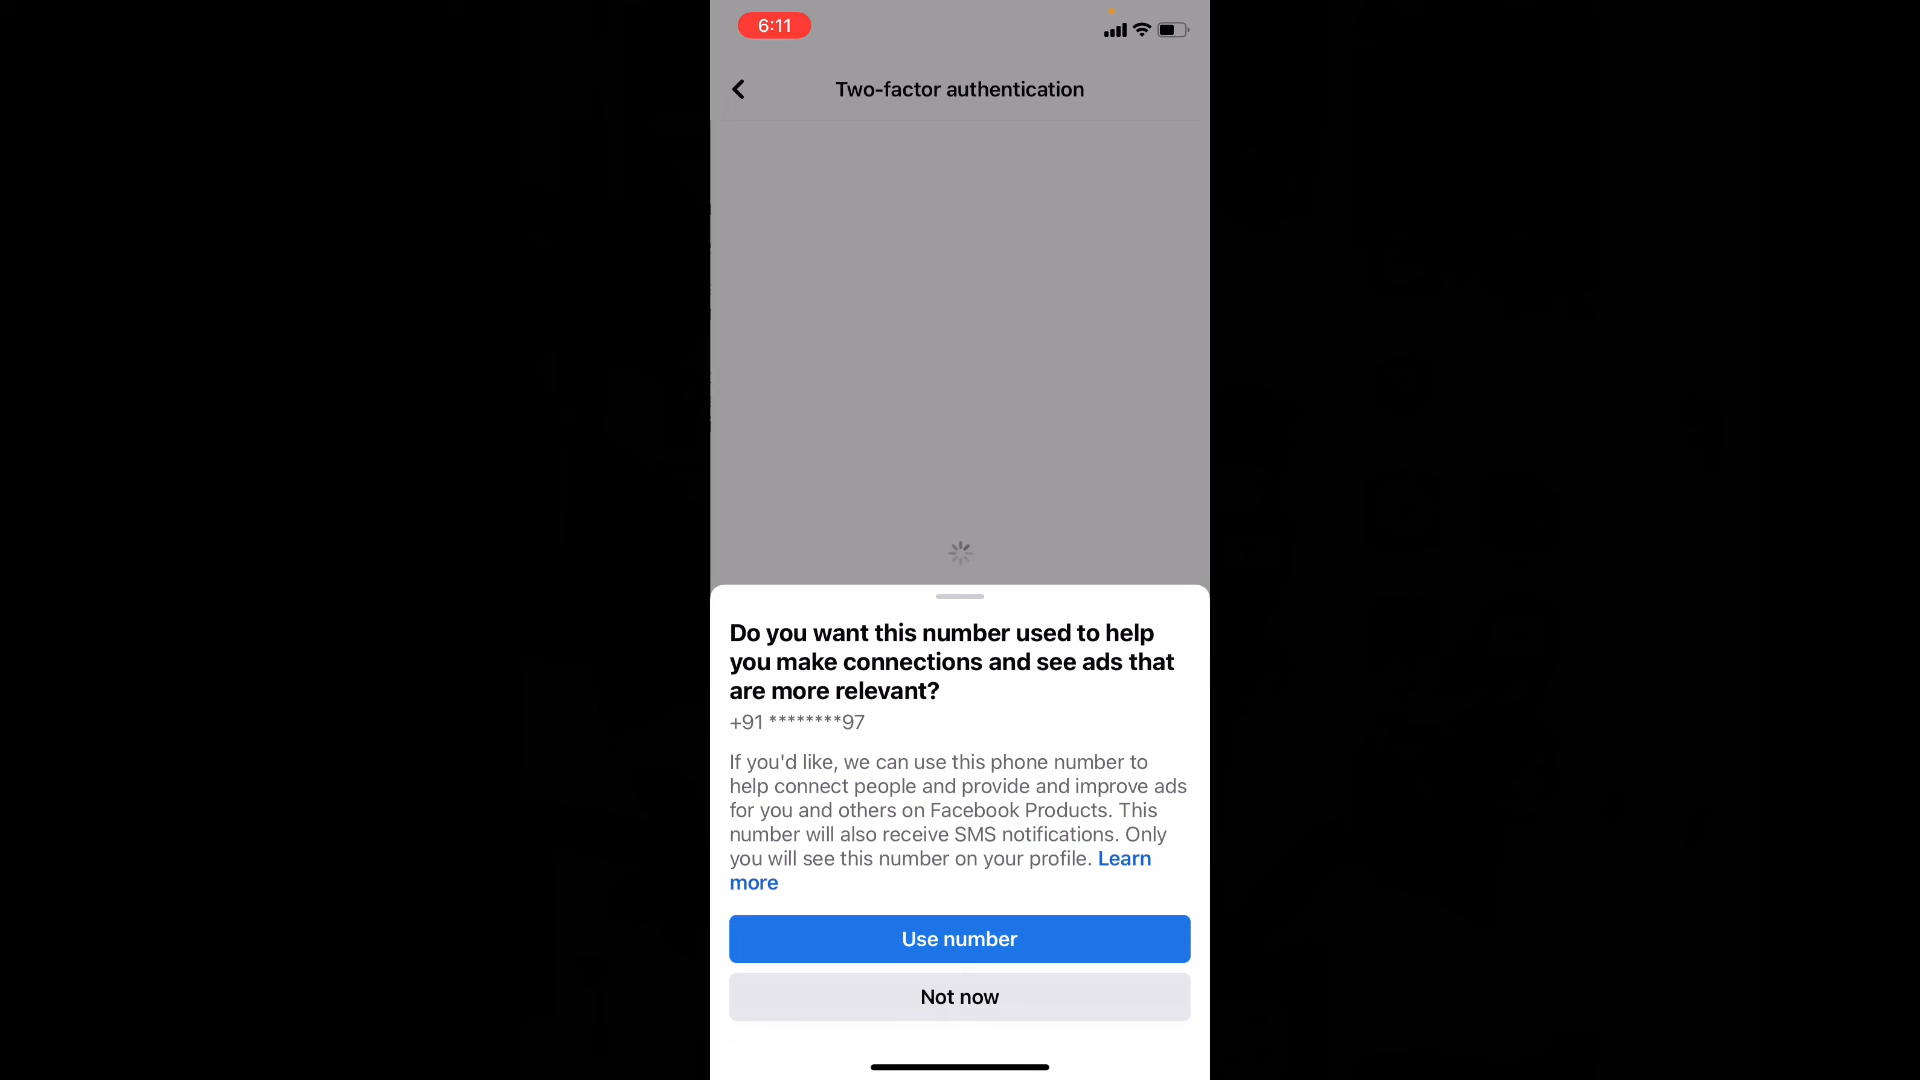 6:11
Two-factor authentication
Do you want this number used to help
you make connections and see ads that
are more relevant?
+91 ********97
If you'd like, we can use this phone number to
help connect people and provide and improve ads
for you and others on Facebook Products. This
number will also receive SMS notifications. Only
you will see this number on your profile. Learn
more
Use number
Not now